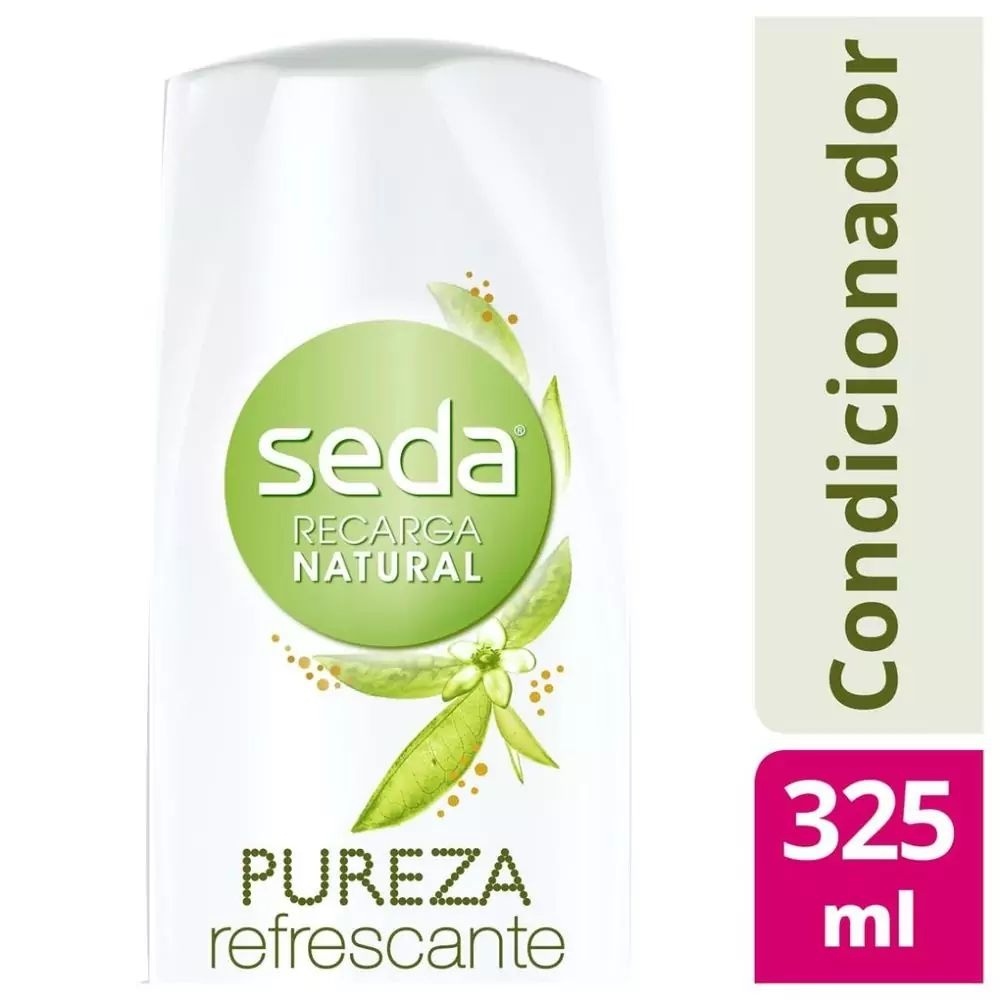 seda®
RECARGA
NATURAL
PUREZA
refrescante
Condicionador
325
ml